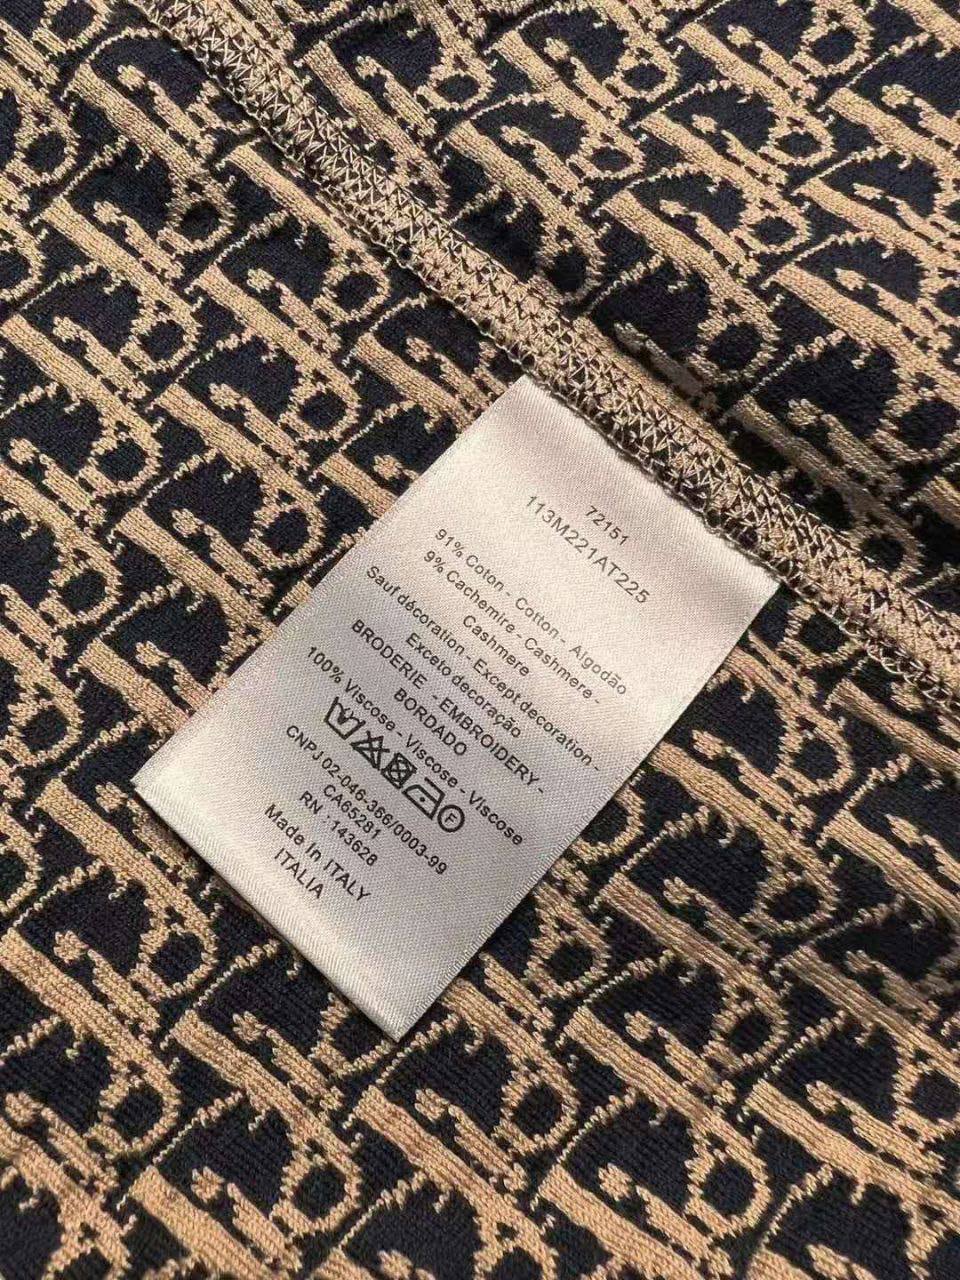 72151
113M221AT225
91% Coton - Cotton - Algodão
9% Cachemire - Cashmere -
Cashmere
Sauf décoration - Except decoration -
Exceto decoração
BRODERIE - EMBROIDERY -
BORDADO
100% Viscose - Viscose - Viscose
F
CNPJ 02-046-366/0003-99
CA65281
RN : 143628
Made In ITALY
ITALIA